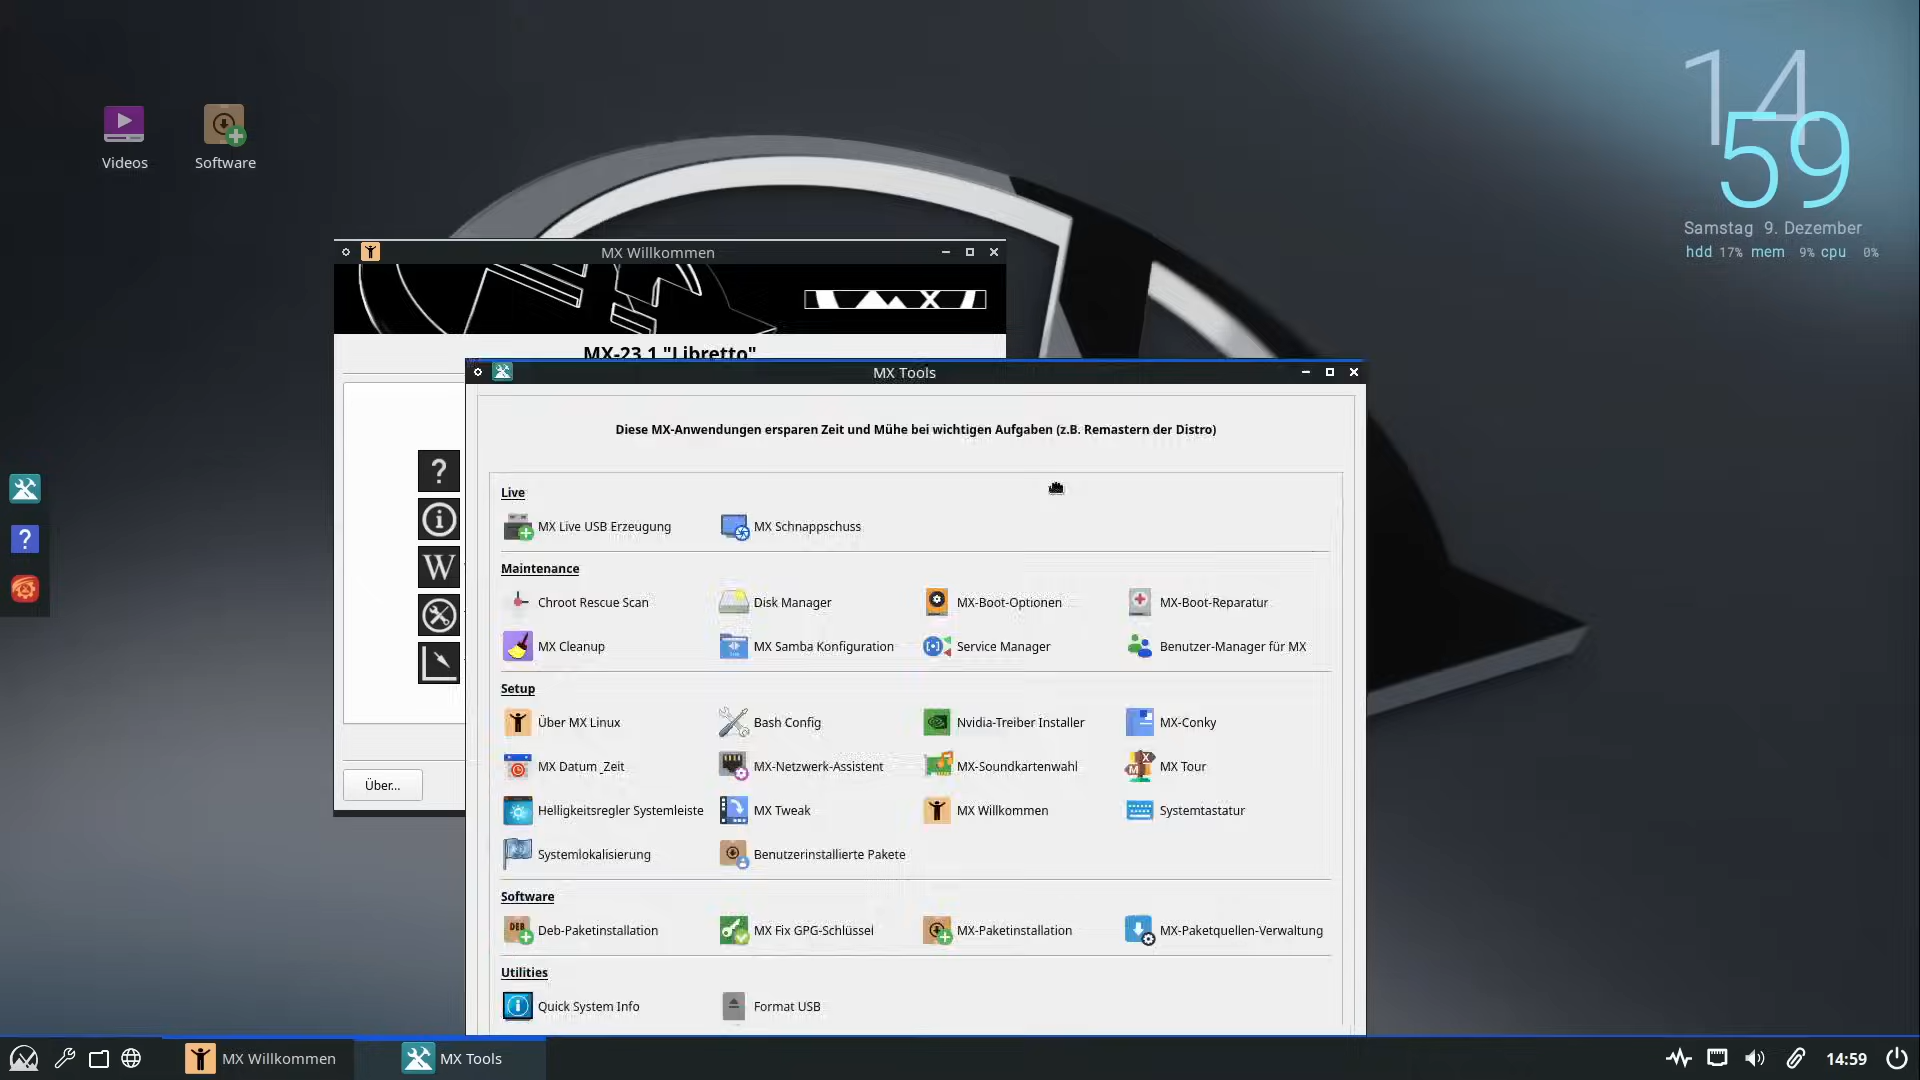 14
59
Samstag 9. Dezember
hdd 17% mem 9% cpu 0%
Videos
Software
MX Willkommen
MX
MX-23.1 "Libretto"
?
i
W
Über...
?
MX Tools
Diese MX-Anwendungen ersparen Zeit und Mühe bei wichtigen Aufgaben (z.B. Remastern der Distro)
Live
MX Live USB Erzeugung
MX Schnappschuss
Maintenance
Chroot Rescue Scan
Disk Manager
MX-Boot-Optionen
MX-Boot-Reparatur
MX Cleanup
MX Samba Konfiguration
Service Manager
Benutzer-Manager für MX
Setup
Über MX Linux
Bash Config
Nvidia-Treiber Installer
MX-Conky
MX Datum _Zeit
MX-Netzwerk-Assistent
MX-Soundkartenwahl
MX Tour
Helligkeitsregler Systemleiste
MX Tweak
MX Willkommen
Systemtastatur
Systemlokalisierung
Benutzerinstallierte Pakete
Software
DEB
Deb-Paketinstallation
MX Fix GPG-Schlüssel
MX-Paketinstallation
MX-Paketquellen-Verwaltung
Utilities
Quick System Info
Format USB
MX Willkommen
MX Tools
14:59